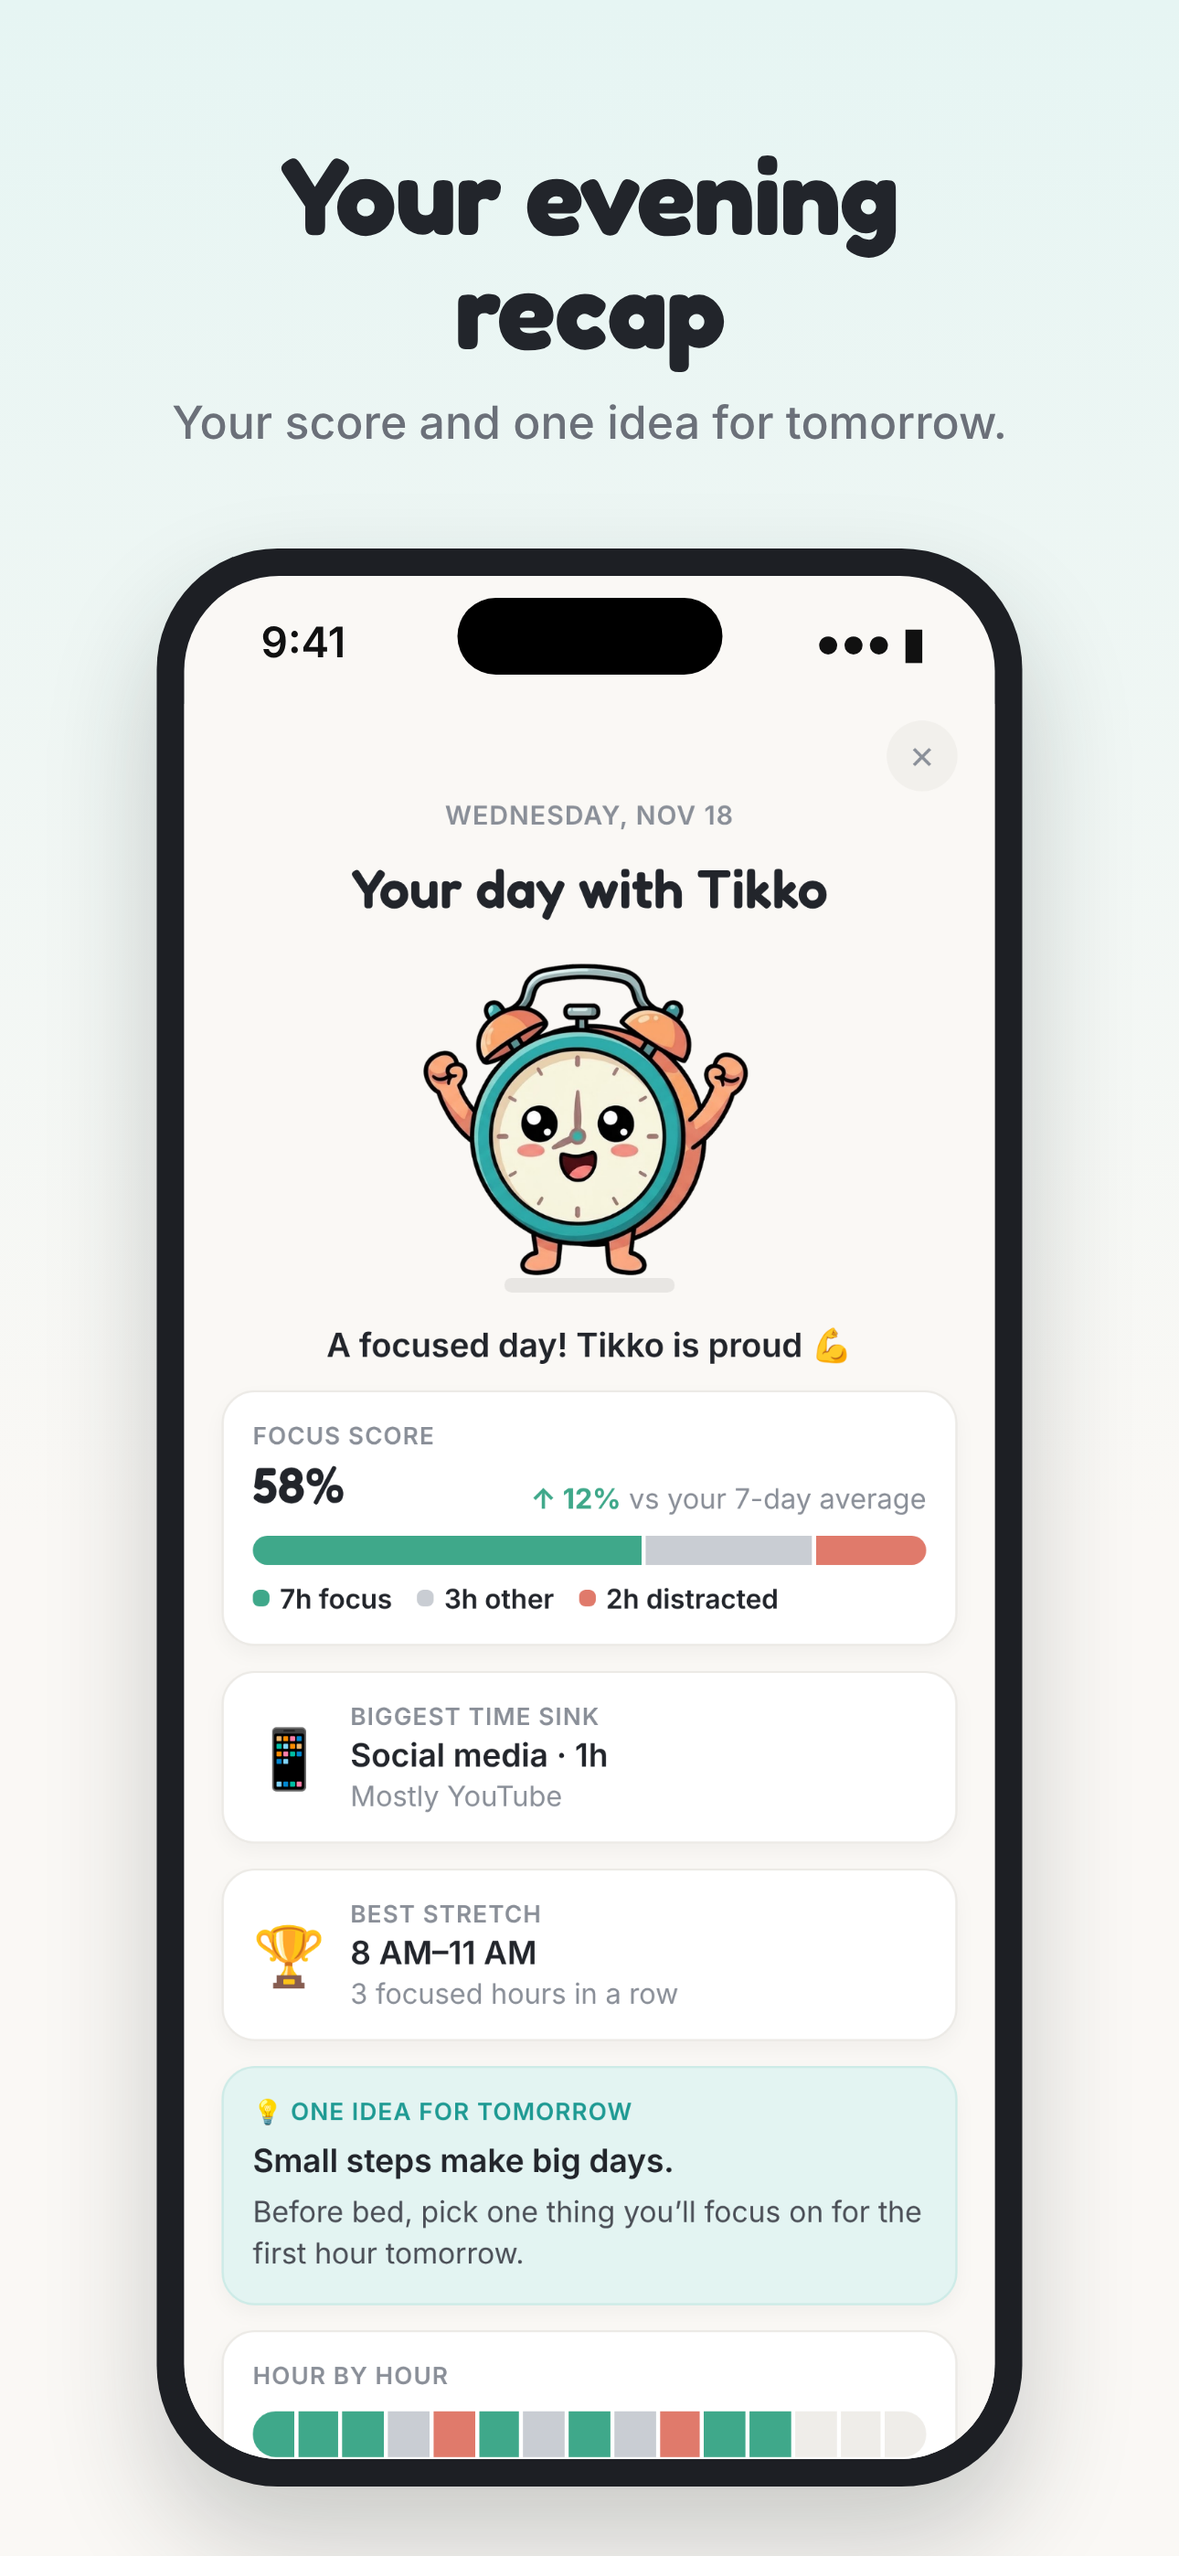 Your evening
recap
Your score and one idea for tomorrow.
9:41
WEDNESDAY, NOV 18
Your day with Tikko
A focused day! Tikko is proud 💪
FOCUS SCORE
58%
↑ 12% vs your 7-day average
7h focus 3h other 2h distracted
BIGGEST TIME SINK
Social media · 1h
Mostly YouTube
BEST STRETCH
8 AM–11 AM
3 focused hours in a row
💡 ONE IDEA FOR TOMORROW
Small steps make big days.
Before bed, pick one thing you’ll focus on for the
first hour tomorrow.
HOUR BY HOUR